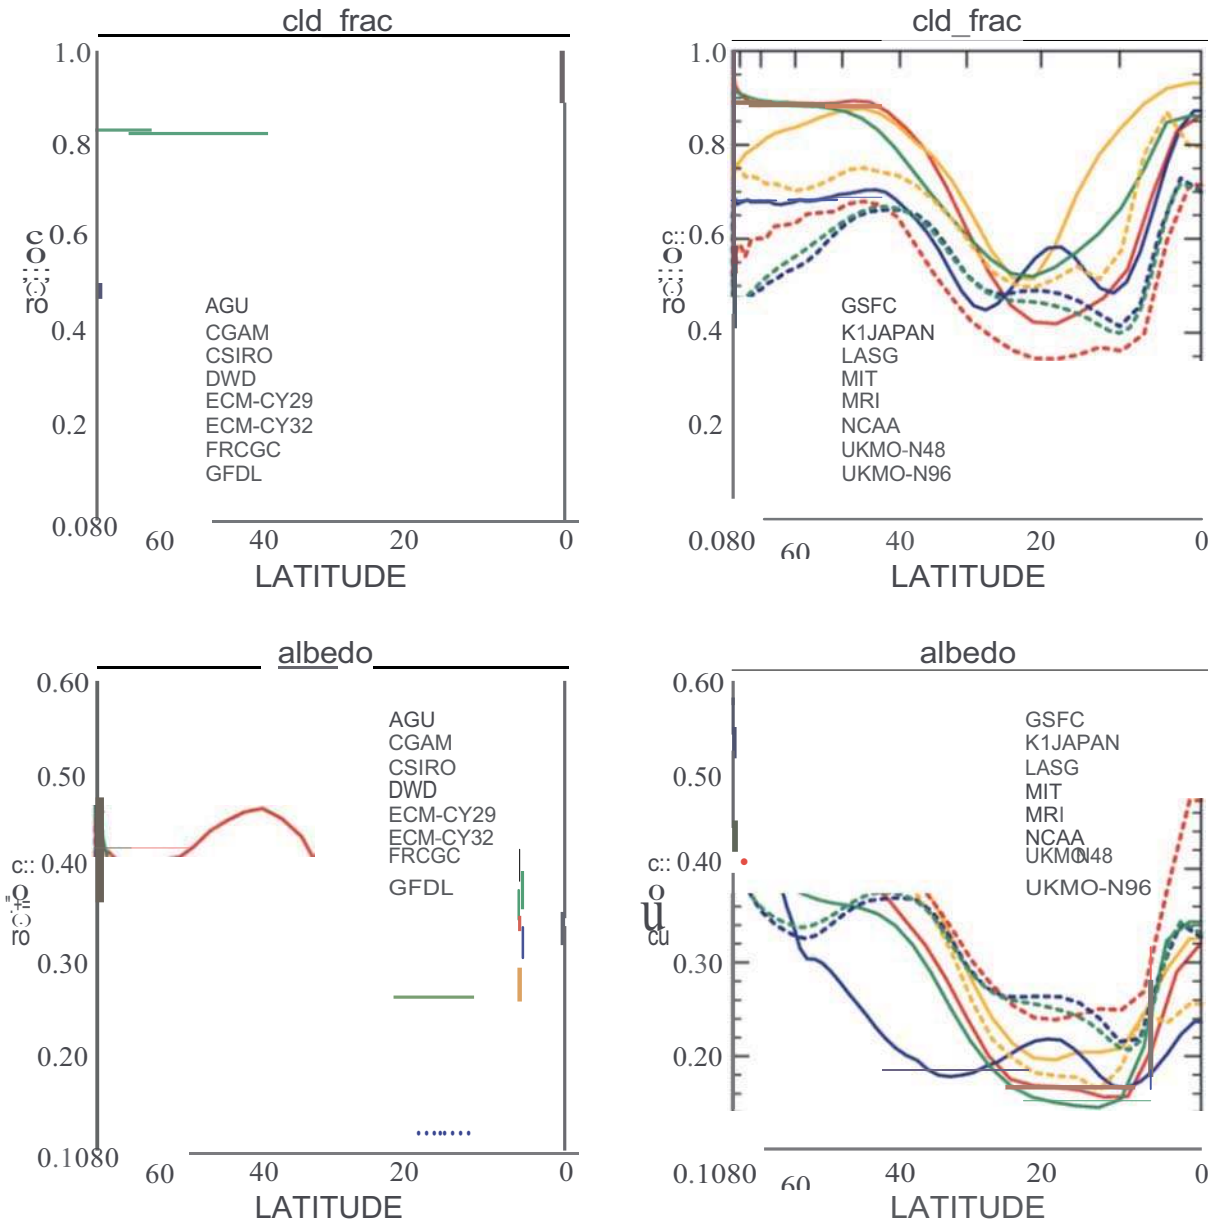 cld_frac
1.0
0.8
0.6
0.4
0.2
0.080
60
40
20
0
LATITUDE
AGU
CGAM
CSIRO
DWD
ECM-CY29
ECM-CY32
FRCGC
GFDL
cld_frac
1.0
0.8
0.6
0.4
0.2
0.080
60
40
20
0
LATITUDE
GSFC
K1JAPAN
LASG
MIT
MRI
NCAA
UKMO-N48
UKMO-N96
albedo
0.60
0.50
0.40
0.30
0.20
0.1080
60
40
20
0
LATITUDE
AGU
CGAM
CSIRO
DWD
ECM-CY29
ECM-CY32
FRCGC
GFDL
albedo
0.60
0.50
0.40
0.30
0.20
0.1080
60
40
20
0
LATITUDE
GSFC
K1JAPAN
LASG
MIT
MRI
NCAA
UKMO-N48
UKMO-N96